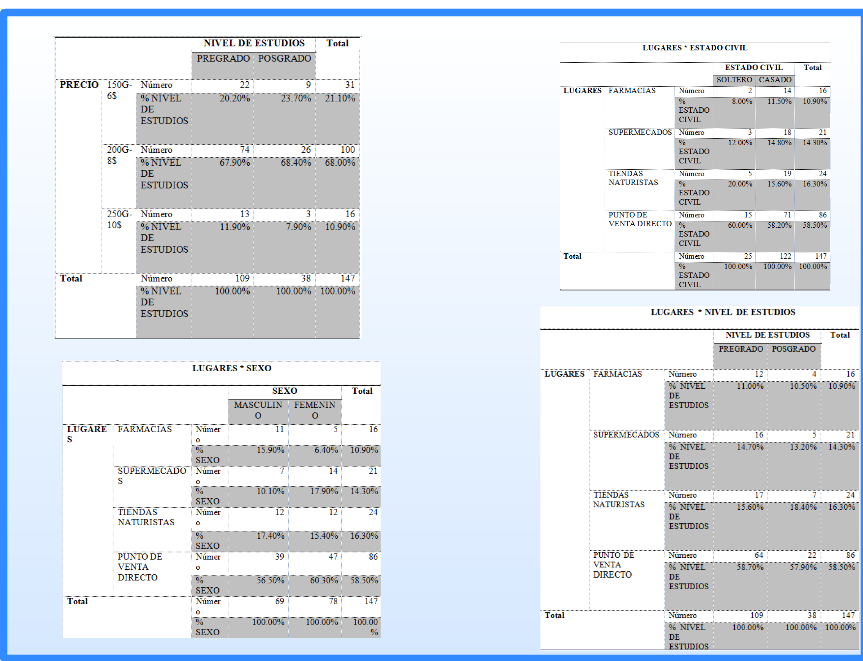 NIVEL DE ESTUDIOS Total
PREGRADO POSGRADO
PRECIO 150G- Número 22 9 31
6$ % NIVEL 20.20% 23.70% 21.10%
DE
ESTUDIOS
200G- Número 74 26 100
8$ % NIVEL 67.90% 68.40% 68.00%
DE
ESTUDIOS
250G- Número 13 3 16
10$ % NIVEL 11.90% 7.90% 10.90%
DE
ESTUDIOS
Total Número 109 38 147
% NIVEL 100.00% 100.00% 100.00%
DE
ESTUDIOS
LUGARES * SEXO
SEXO Total
MASCULIN FEMENIN
O O
LUGARE FARMACIAS Númer 11 5 16
S o
% 15.90% 6.40% 10.90%
SEXO
SUPERMECADO Númer 7 14 21
S o
% 10.10% 17.90% 14.30%
SEXO
TIENDAS Númer 12 12 24
NATURISTAS o
% 17.40% 15.40% 16.30%
SEXO
PUNTO DE Númer 39 47 86
VENTA o
DIRECTO % 56.50% 60.30% 58.50%
SEXO
Total Númer 69 78 147
o
% 100.00% 100.00% 100.00
SEXO %
LUGARES * ESTADO CIVIL
ESTADO CIVIL Total
SOLTERO CASADO
LUGARES FARMACIAS Número 2 14 16
% 8.00% 11.50% 10.90%
ESTADO
CIVIL
SUPERMECADOS Número 3 18 21
% 12.00% 14.80% 14.30%
ESTADO
CIVIL
TIENDAS Número 5 19 24
NATURISTAS % 20.00% 15.60% 16.30%
ESTADO
CIVIL
PUNTO DE Número 15 71 86
VENTA DIRECTO % 60.00% 58.20% 58.50%
ESTADO
CIVIL
Total Número 25 122 147
% 100.00% 100.00% 100.00%
ESTADO
CIVIL
LUGARES * NIVEL DE ESTUDIOS
NIVEL DE ESTUDIOS Total
PREGRADO POSGRADO
LUGARES FARMACIAS Número 12 4 16
% NIVEL 11.00% 10.50% 10.90%
DE
ESTUDIOS
SUPERMECADOS Número 16 5 21
% NIVEL 14.70% 13.20% 14.30%
DE
ESTUDIOS
TIENDAS Número 17 7 24
NATURISTAS % NIVEL 15.60% 18.40% 16.30%
DE
ESTUDIOS
PUNTO DE Número 64 22 86
VENTA % NIVEL 58.70% 57.90% 58.50%
DIRECTO DE
ESTUDIOS
Total Número 109 38 147
% NIVEL 100.00% 100.00% 100.00%
DE
ESTUDIOS